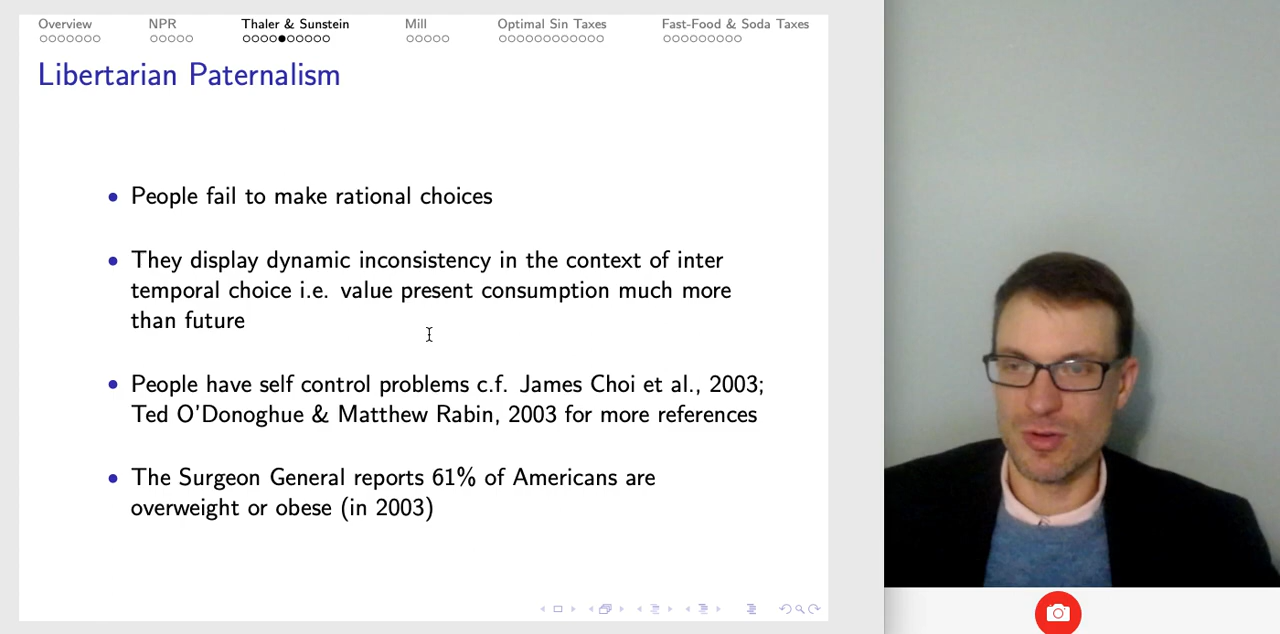 Overview NPR Thaler & Sunstein Mill Optimal Sin Taxes Fast-Food & Soda Taxes
Libertarian Paternalism
• People fail to make rational choices
• They display dynamic inconsistency in the context of inter
temporal choice i.e. value present consumption much more
than future
• People have self control problems c.f. James Choi et al., 2003;
Ted O'Donoghue & Matthew Rabin, 2003 for more references
• The Surgeon General reports 61% of Americans are
overweight or obese (in 2003)